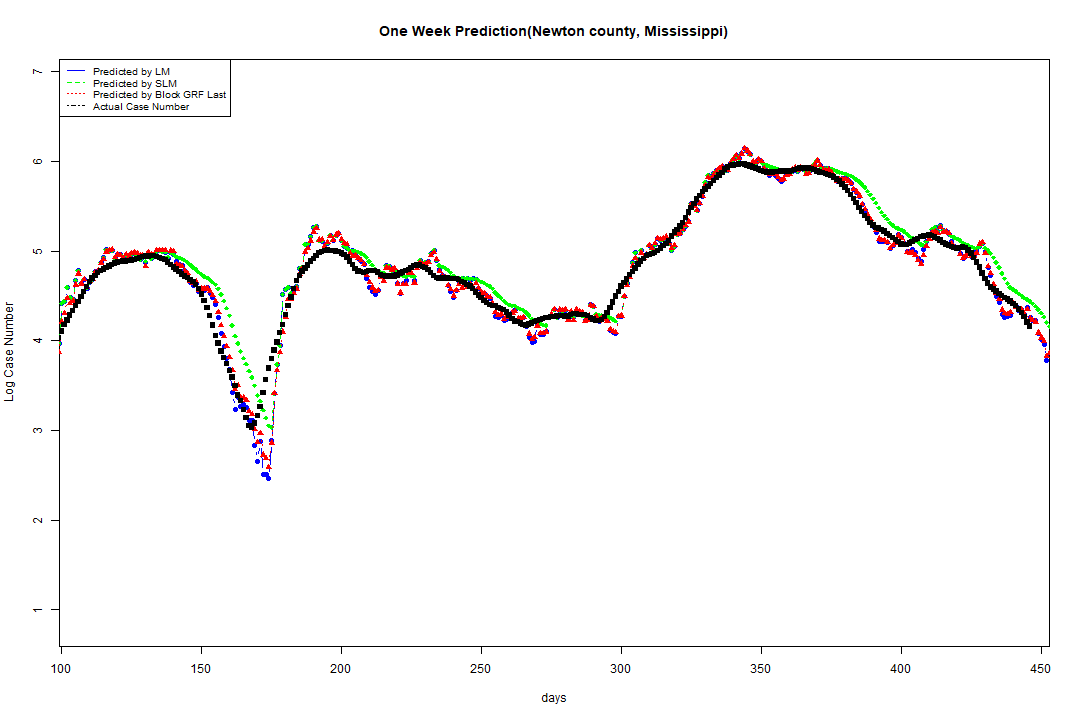 One Week Prediction(Newton county, Mississippi)
Predicted by LM
Predicted by SLM
Predicted by Block GRF Last
Actual Case Number
7
6
5
4
3
2
1
Log Case Number
100 150 200 250 300 350 400 450
days